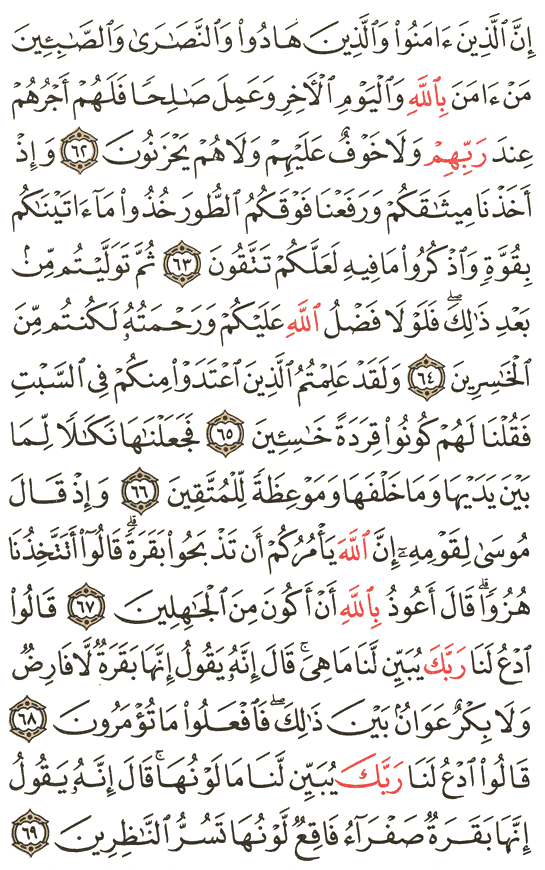 إِنَّ ٱلَّذِينَ ءَامَنُوا۟ وَٱلَّذِينَ هَادُوا۟ وَٱلنَّصَٰرَىٰ وَٱلصَّٰبِـِٔينَ
مَنْ ءَامَنَ بِٱللَّهِ وَٱلْيَوْمِ ٱلْـَٔاخِرِ وَعَمِلَ صَٰلِحًا فَلَهُمْ أَجْرُهُمْ
عِندَ رَبِّهِمْ وَلَا خَوْفٌ عَلَيْهِمْ وَلَا هُمْ يَحْزَنُونَ ٦٢ وَإِذْ
أَخَذْنَا مِيثَٰقَكُمْ وَرَفَعْنَا فَوْقَكُمُ ٱلطُّورَ خُذُوا۟ مَآ ءَاتَيْنَٰكُم
بِقُوَّةٍ وَٱذْكُرُوا۟ مَا فِيهِ لَعَلَّكُمْ تَتَّقُونَ ٦٣ ثُمَّ تَوَلَّيْتُم مِّنۢ
بَعْدِ ذَٰلِكَ ۖ فَلَوْلَا فَضْلُ ٱللَّهِ عَلَيْكُمْ وَرَحْمَتُهُۥ لَكُنتُم مِّنَ
ٱلْخَٰسِرِينَ ٦٤ وَلَقَدْ عَلِمْتُمُ ٱلَّذِينَ ٱعْتَدَوْا۟ مِنكُمْ فِى ٱلسَّبْتِ
فَقُلْنَا لَهُمْ كُونُوا۟ قِرَدَةً خَٰسِـِٔينَ ٦٥ فَجَعَلْنَٰهَا نَكَٰلًا لِّمَا
بَيْنَ يَدَيْهَا وَمَا خَلْفَهَا وَمَوْعِظَةً لِّلْمُتَّقِينَ ٦٦ وَإِذْ قَالَ
مُوسَىٰ لِقَوْمِهِۦٓ إِنَّ ٱللَّهَ يَأْمُرُكُمْ أَن تَذْبَحُوا۟ بَقَرَةً ۖ قَالُوٓا۟ أَتَتَّخِذُنَا
هُزُوًا ۖ قَالَ أَعُوذُ بِٱللَّهِ أَنْ أَكُونَ مِنَ ٱلْجَٰهِلِينَ ٦٧ قَالُوا۟
ٱدْعُ لَنَا رَبَّكَ يُبَيِّن لَّنَا مَا هِىَ ۚ قَالَ إِنَّهُۥ يَقُولُ إِنَّهَا بَقَرَةٌ لَّا فَارِضٌ
وَلَا بِكْرٌ عَوَانٌۢ بَيْنَ ذَٰلِكَ ۖ فَٱفْعَلُوا۟ مَا تُؤْمَرُونَ ٦٨
قَالُوا۟ ٱدْعُ لَنَا رَبَّكَ يُبَيِّن لَّنَا مَا لَوْنُهَا ۚ قَالَ إِنَّهُۥ يَقُولُ
إِنَّهَا بَقَرَةٌ صَفْرَآءُ فَاقِعٌ لَّوْنُهَا تَسُرُّ ٱلنَّٰظِرِينَ ٦٩